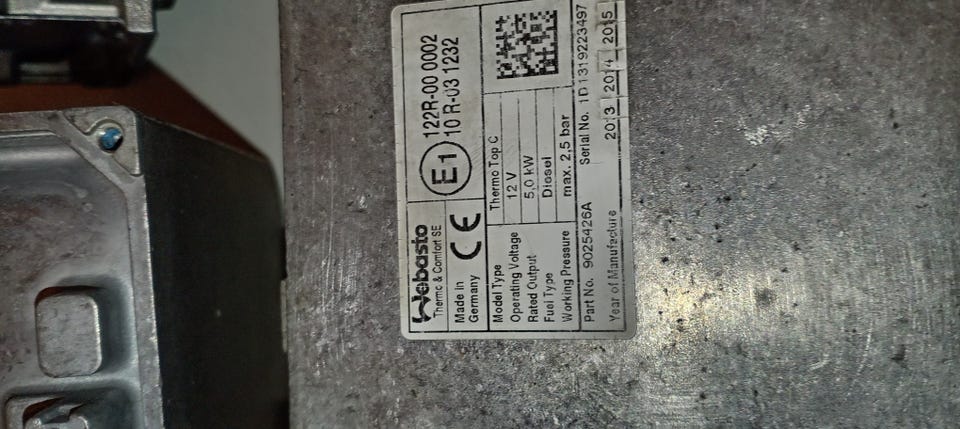 Webasto
Thermo & Comfort SE
Made in
Germany
CE
E1
122R-00 0002
10 R-03 1232
Model Type Thermo Top C
Operating Voltage 12 V
Rated Output 5,0 kW
Fuel Type Diesel
Working Pressure max. 2,5 bar
Part No. 9025426A Serial No. 1D1319223497
Year of Manufacture 2013 2014 2015